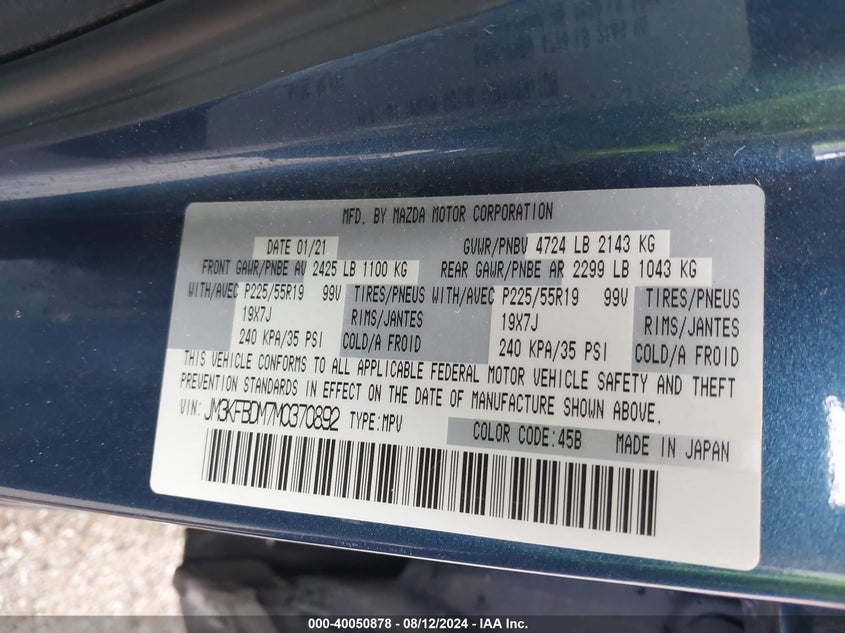 MFD. BY MAZDA MOTOR CORPORATION
DATE 01/21 GVWR/PNBV 4724 LB 2143 KG
FRONT GAWR/PNBE AV 2425 LB 1100 KG REAR GAWR/PNBE AR 2299 LB 1043 KG
WITH/AVEC P225/55R19 99V TIRES/PNEUS WITH/AVEC P225/55R19 99V TIRES/PNEUS
19X7J RIMS/JANTES 19X7J RIMS/JANTES
240 KPA/35 PSI COLD/A FROID 240 KPA/35 PSI COLD/A FROID
THIS VEHICLE CONFORMS TO ALL APPLICABLE FEDERAL MOTOR VEHICLE SAFETY AND THEFT
PREVENTION STANDARDS IN EFFECT ON THE DATE OF MANUFACTURE SHOWN ABOVE.
VIN: JM3KFBDM7M0370892 TYPE:MPV COLOR CODE:45B MADE IN JAPAN
000-40050878 - 08/12/2024 - IAA Inc.